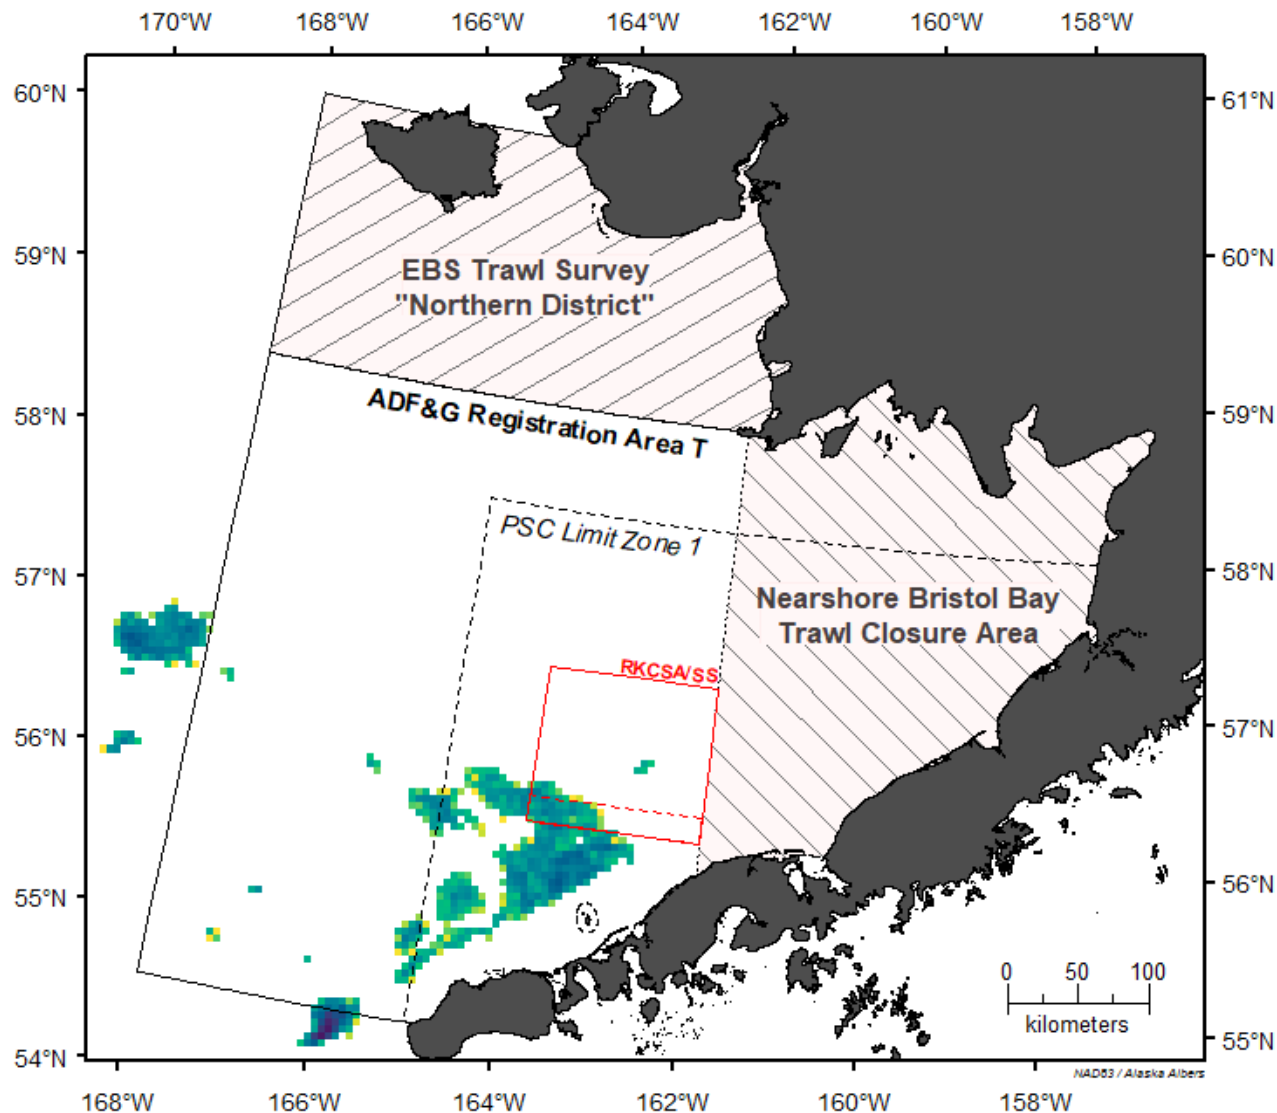 170°W 168°W 166°W 164°W 162°W 160°W 158°W
60°N
61°N
59°N
60°N
EBS Trawl Survey
"Northern District"
58°N
59°N
ADF&G Registration Area T
PSC Limit Zone 1
57°N
58°N
Nearshore Bristol Bay
Trawl Closure Area
RKCSA/SS
56°N
57°N
55°N
56°N
0 50 100
kilometers
54°N
55°N
NAD83 / Alaska Albers
168°W 166°W 164°W 162°W 160°W 158°W